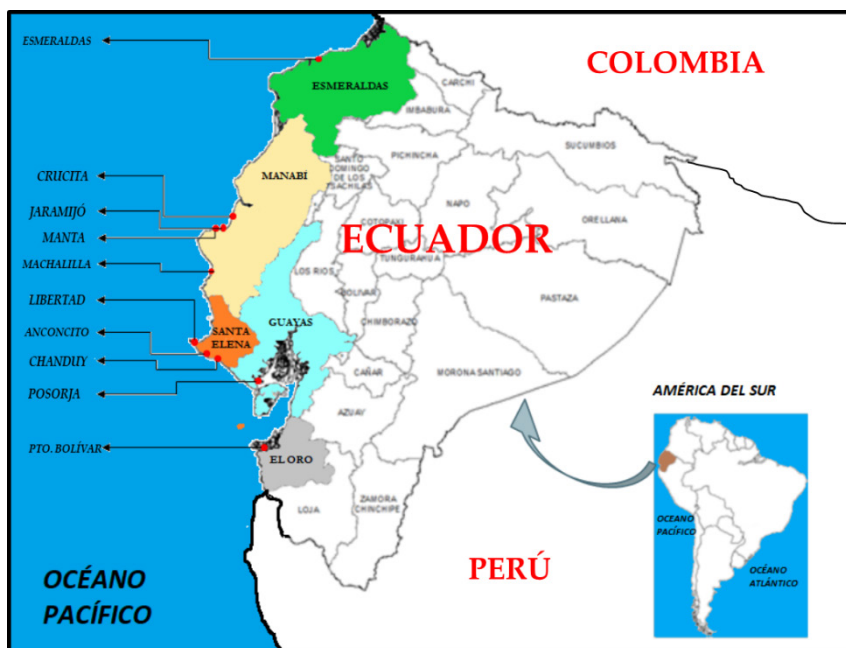 ESMERALDAS
COLOMBIA
ESMERALDAS
CARCHI
IMBABURA
SUCUMBIOS
PICHINCHA
SANTO
DOMINGO
DE LOS
TSACHILAS
CRUCITA
MANABÍ
NAPO
JARAMIJÓ
ORELLANA
COTOPAXI
MANTA
ECUADOR
TUNGURAHUA
MACHALILLA
LOS RIOS
BOLIVAR
PASTAZA
LIBERTAD
GUAYAS
CHIMBORAZO
ANCONCITO
SANTA
ELENA
CHANDUY
CAÑAR
MORONA SANTIAGO
POSORJA
AZUAY
AMÉRICA DEL SUR
PTO. BOLÍVAR
EL ORO
LOJA
ZAMORA
CHINCHIPE
OCEANO
PACÍFICO
PERÚ
OCÉANO
ATLÁNTICO
OCÉANO
PACÍFICO